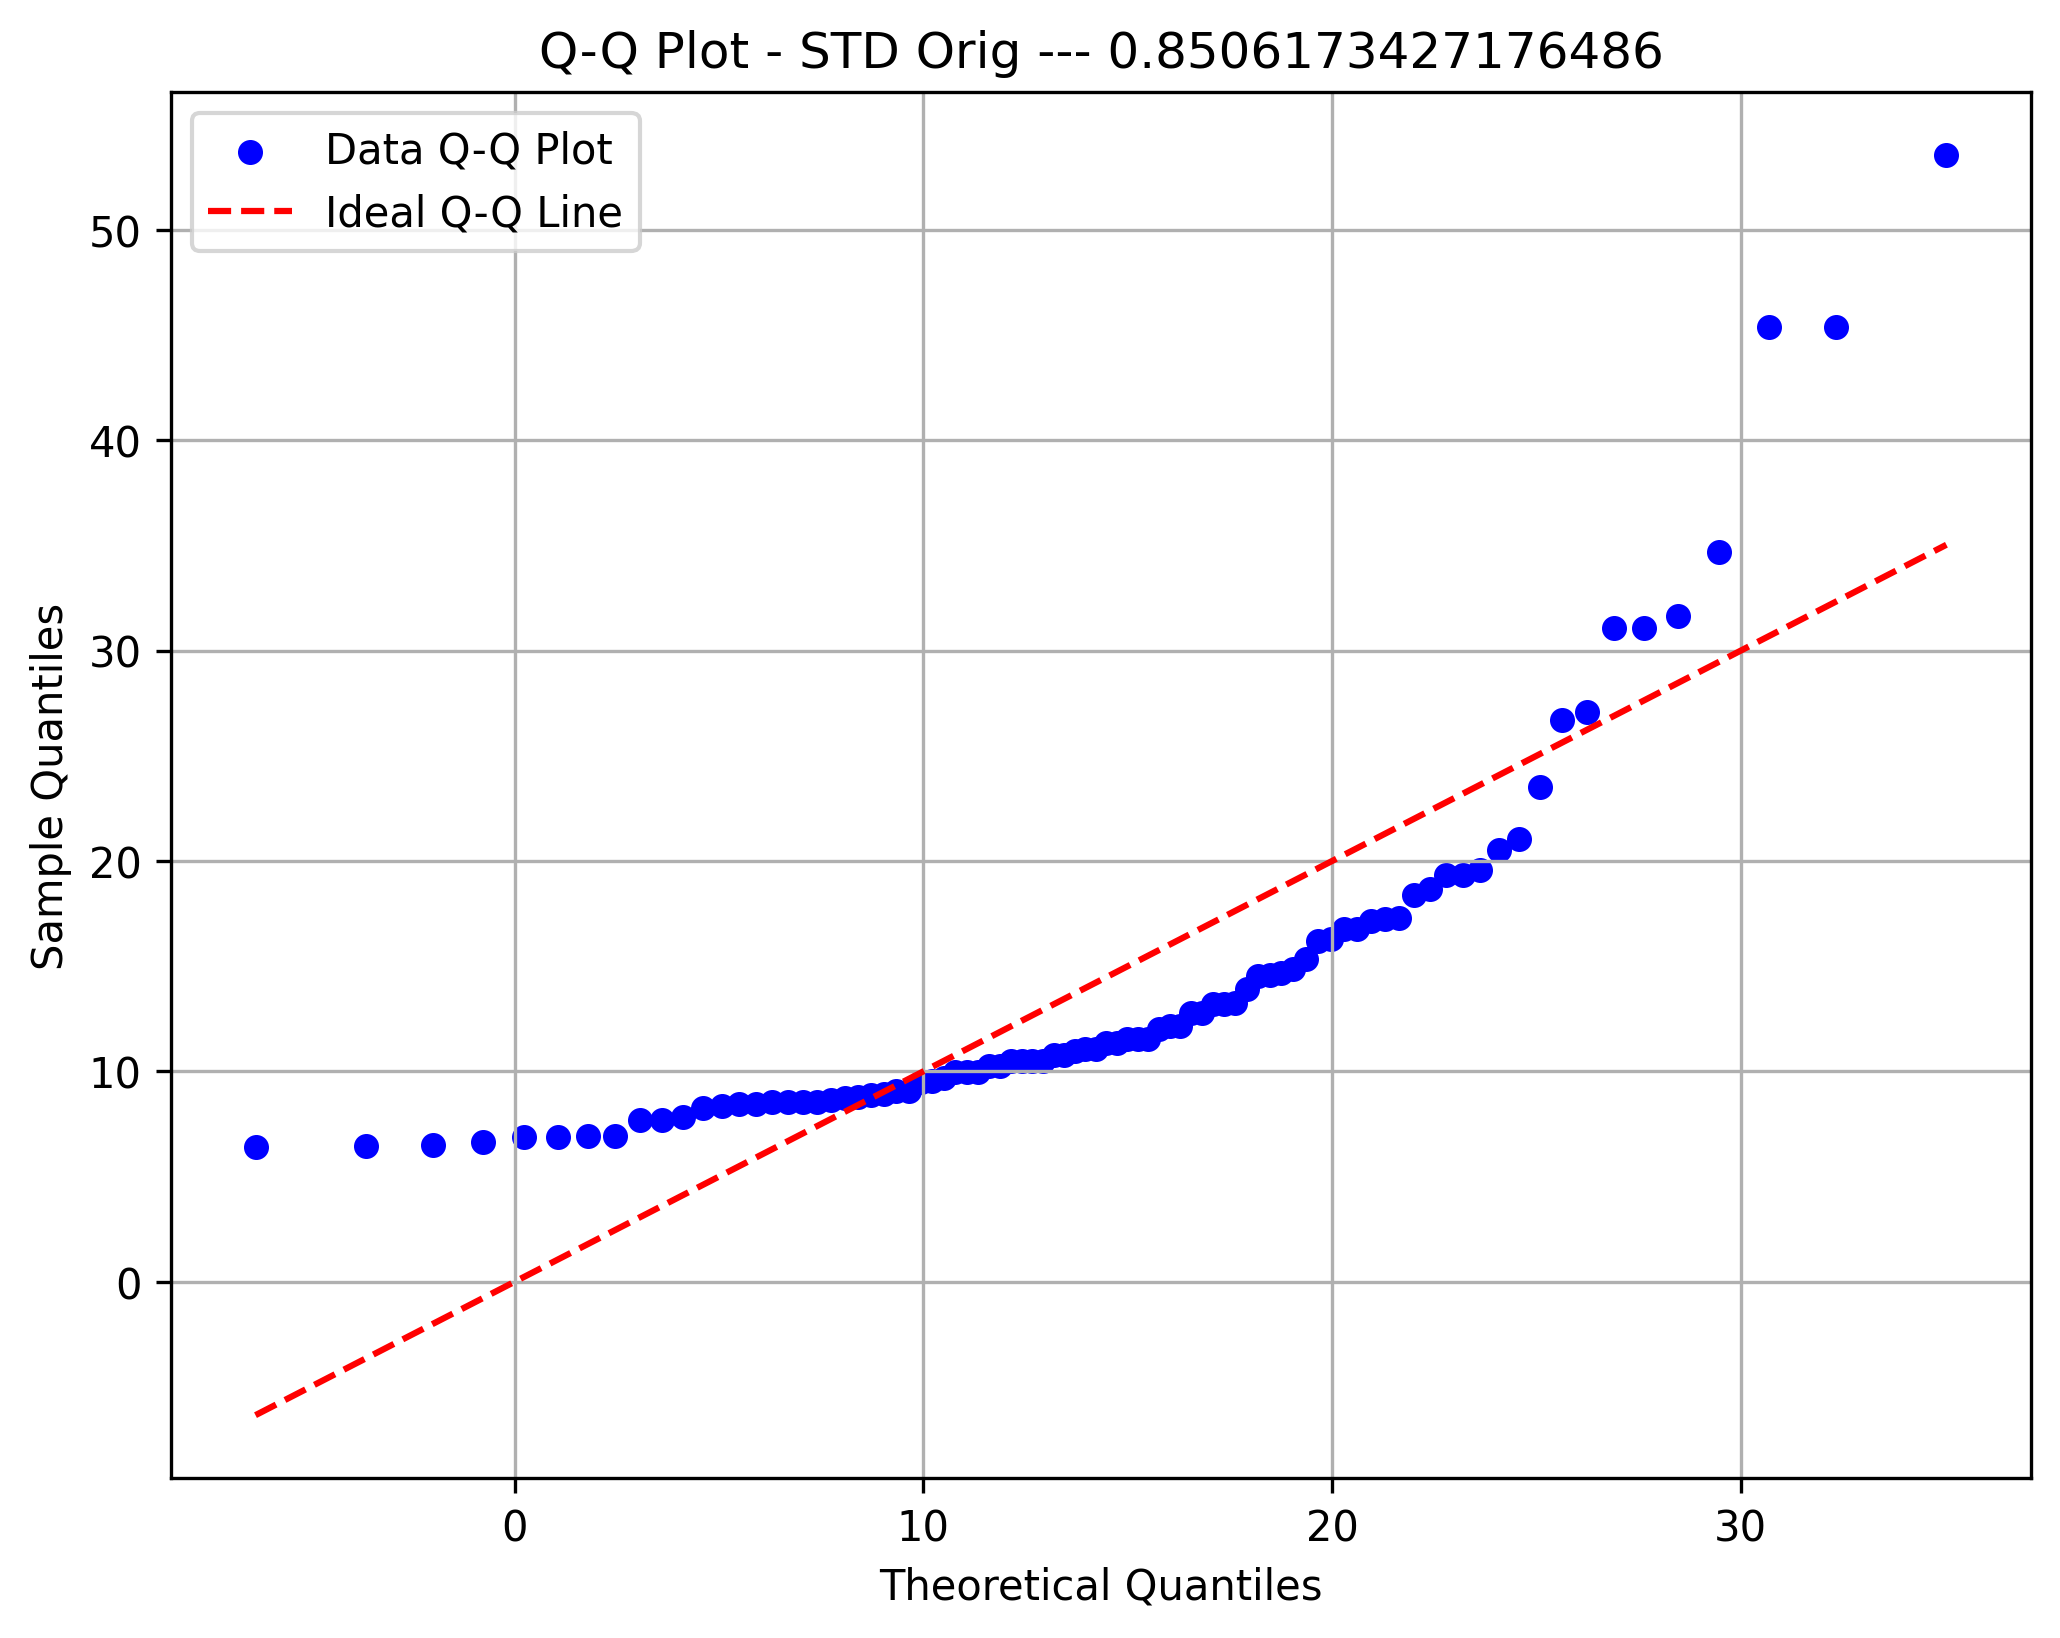 Q-Q Plot - STD Orig --- 0.8506173427176486
Data Q-Q Plot
Ideal Q-Q Line
50
40
30
20
10
0
Sample Quantiles
0 10 20 30
Theoretical Quantiles